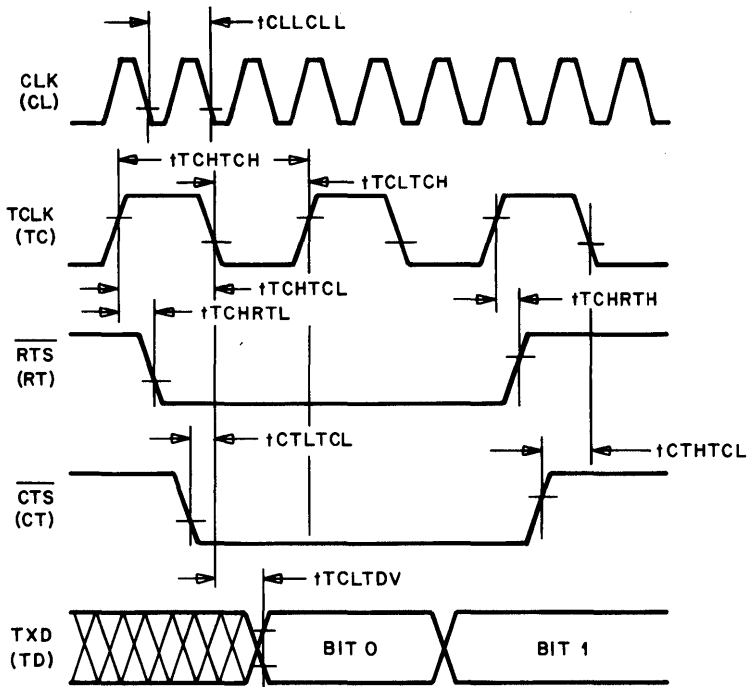 tCLLCLL
CLK
(CL)
tTCHTCH
tTCLTCH
TCLK
(TC)
tTCHTCL
tTCHRTL
tTCHRTH
RTS
(RT)
tCTLTCL
tCTHTCL
CTS
(CT)
tTCLTDV
TXD
(TD)
BIT 0
BIT 1